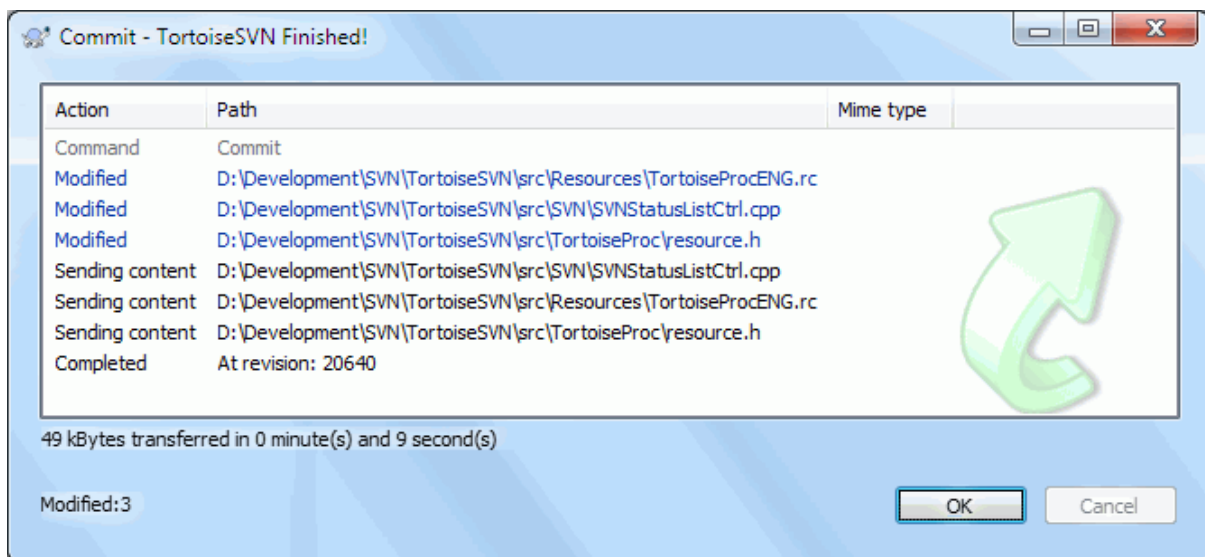 Commit - TortoiseSVN Finished!
Action Path Mime type
Command Commit
Modified D:\Development\SVN\TortoiseSVN\src\Resources\TortoiseProcENG.rc
Modified D:\Development\SVN\TortoiseSVN\src\SVN\SVNStatusListCtrl.cpp
Modified D:\Development\SVN\TortoiseSVN\src\TortoiseProc\resource.h
Sending content D:\Development\SVN\TortoiseSVN\src\SVN\SVNStatusListCtrl.cpp
Sending content D:\Development\SVN\TortoiseSVN\src\Resources\TortoiseProcENG.rc
Sending content D:\Development\SVN\TortoiseSVN\src\TortoiseProc\resource.h
Completed At revision: 20640
49 kBytes transferred in 0 minute(s) and 9 second(s)
Modified:3 OK Cancel